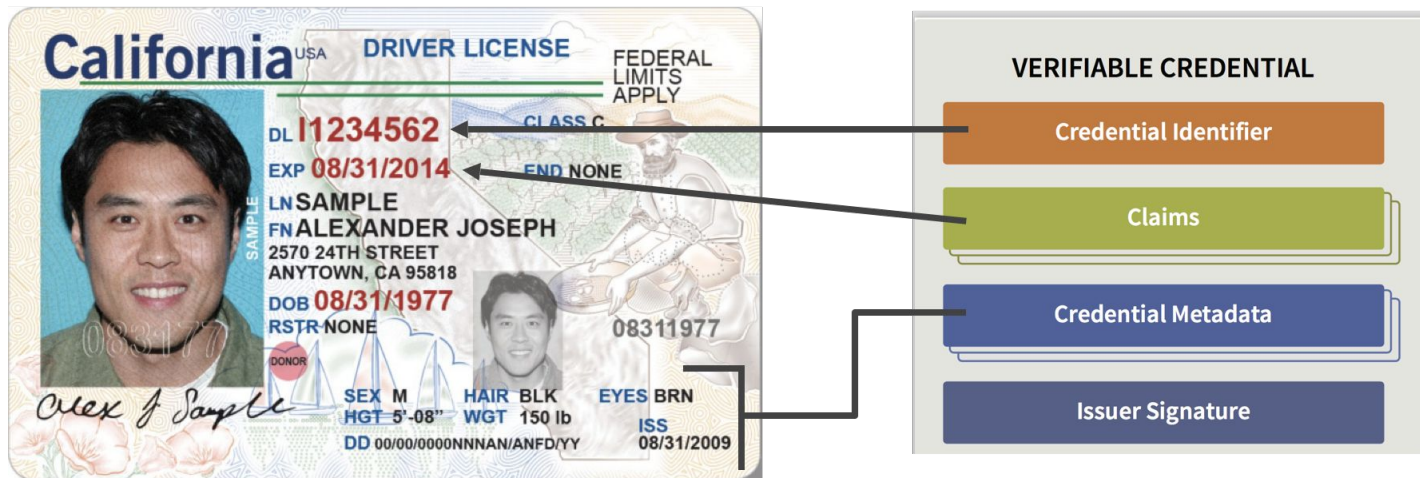 California USA DRIVER LICENSE
FEDERAL
LIMITS
APPLY
DL I1234562
CLASS C
EXP 08/31/2014
END NONE
LN SAMPLE
FN ALEXANDER JOSEPH
2570 24TH STREET
ANYTOWN, CA 95818
DOB 08/31/1977
RSTR NONE
08311977
DONOR
SAMPLE
083177
Alex J Sample
SEX M HAIR BLK EYES BRN
HGT 5'-08" WGT 150 lb
ISS
DD 00/00/0000NNNAN/ANFD/YY
08/31/2009
VERIFIABLE CREDENTIAL
Credential Identifier
Claims
Credential Metadata
Issuer Signature